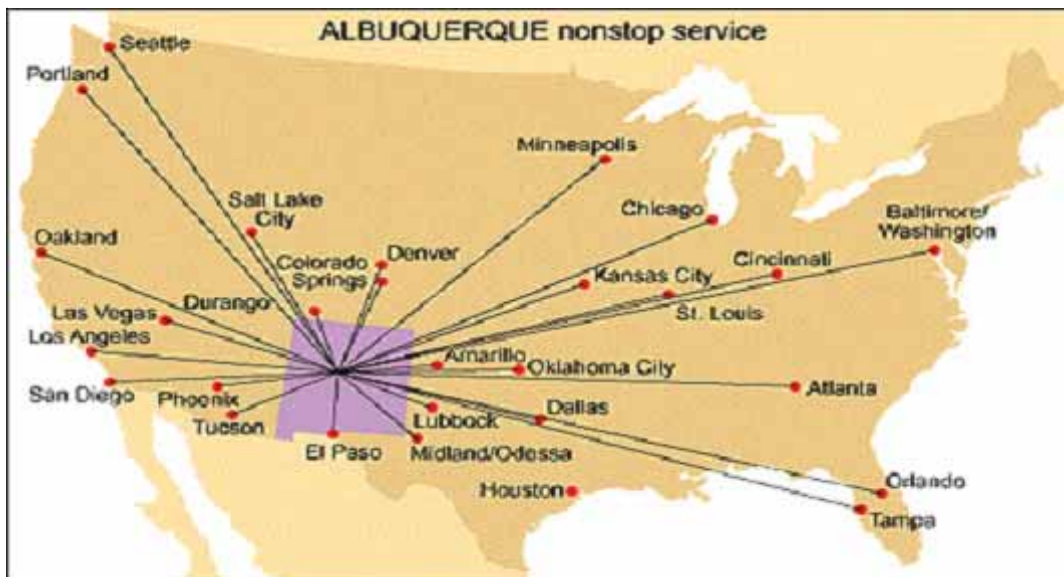 ALBUQUERQUE nonstop service
Seattle
Portland
Minneapolis
Salt Lake
City
Chicago
Baltimore/
Washington
Oakland
Denver
Cincinnati
Colorado
Springs
Kansas City
Durango
Las Vegas
St. Louis
Los Angeles
Amarillo
Oklahoma City
San Diego
Phoenix
Atlanta
Tucson
Lubbock
Dallas
El Paso
Midland/Odessa
Houston
Orlando
Tampa